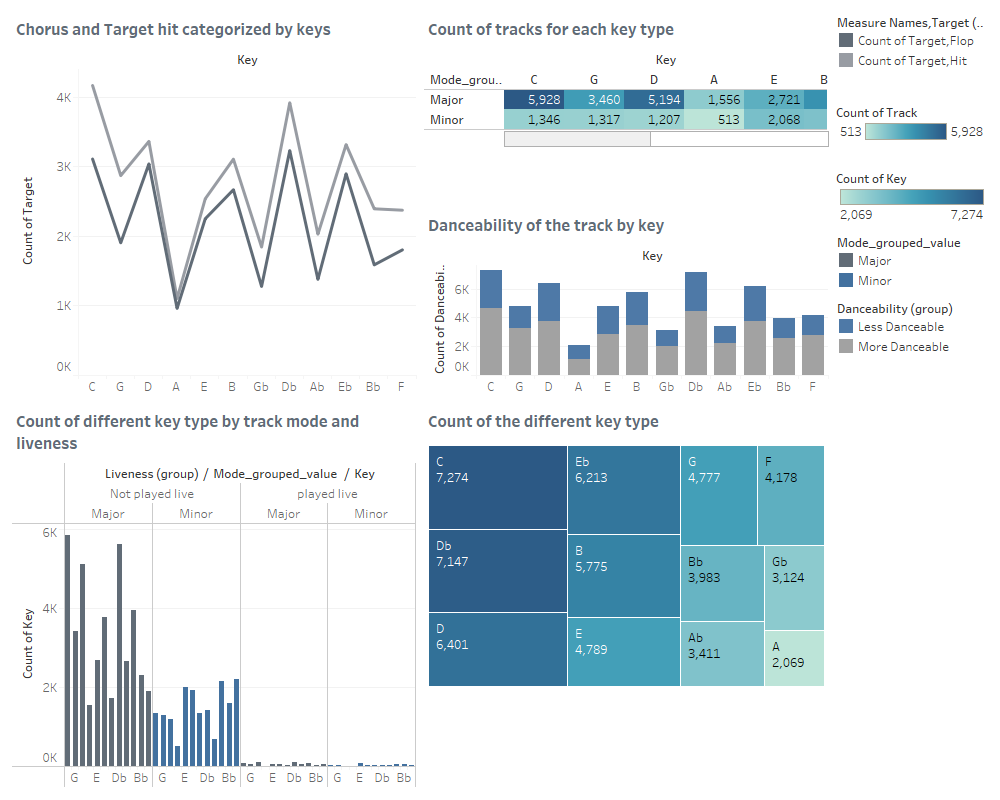 Chorus and Target hit categorized by keys
Key
Count of Target
4K
3K
2K
1K
0K
C G D A E B Gb Db Ab Eb Bb F
Count of tracks for each key type
Key
Mode_grou.. C G D A E B
Major 5,928 3,460 5,194 1,556 2,721
Minor 1,346 1,317 1,207 513 2,068
Danceability of the track by key
Key
Count of Danceabi..
6K
4K
2K
0K
C G D A E B Gb Db Ab Eb Bb F
Measure Names,Target (..
Count of Target,Flop
Count of Target,Hit
Count of Track
513 5,928
Count of Key
2,069 7,274
Mode_grouped_value
Major
Minor
Danceability (group)
Less Danceable
More Danceable
Count of different key type by track mode and
liveness
Liveness (group) / Mode_grouped_value / Key
Not played live played live
Major Minor Major Minor
Count of Key
6K
4K
2K
0K
G E Db Bb G E Db Bb G E Db Bb G E Db Bb
Count of the different key type
C
7,274
Db
7,147
D
6,401
Eb
6,213
B
5,775
E
4,789
G
4,777
F
4,178
Bb
3,983
Gb
3,124
Ab
3,411
A
2,069